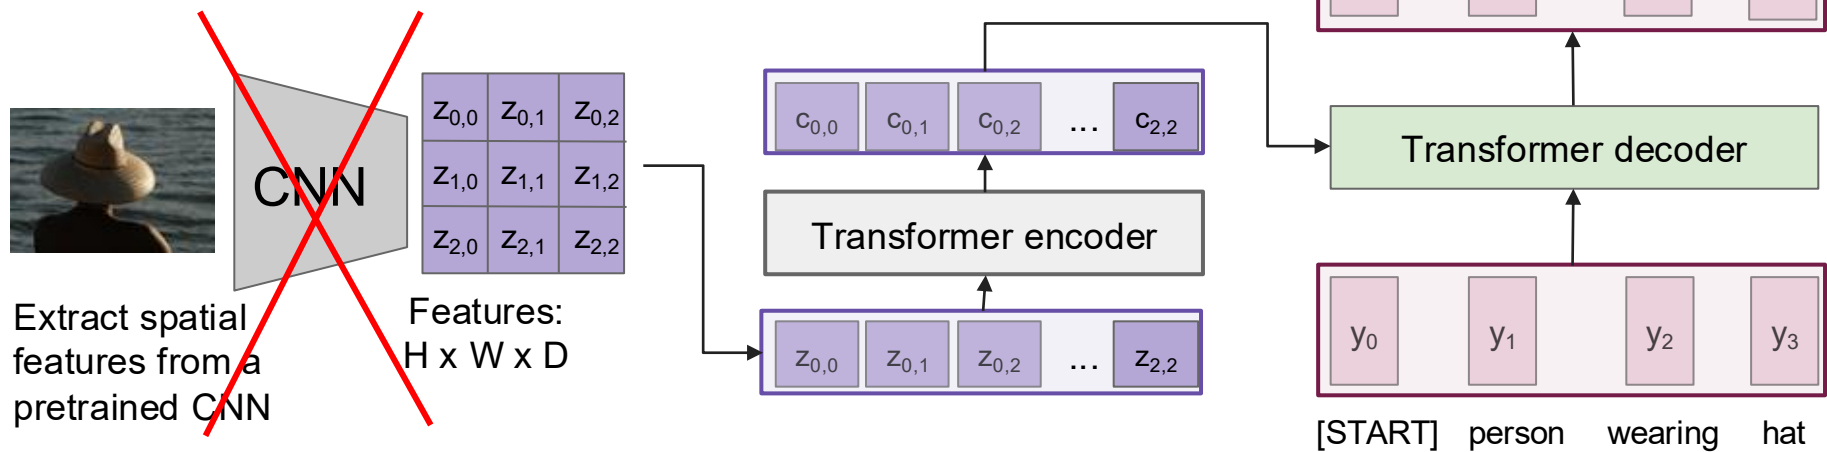 CNN
z0,0 z0,1 z0,2
z1,0 z1,1 z1,2
z2,0 z2,1 z2,2
Extract spatial
features from a
pretrained CNN
Features:
H x W x D
c0,0 c0,1 c0,2 ... c2,2
Transformer encoder
z0,0 z0,1 z0,2 ... z2,2
Transformer decoder
y0 y1 y2 y3
[START] person wearing hat